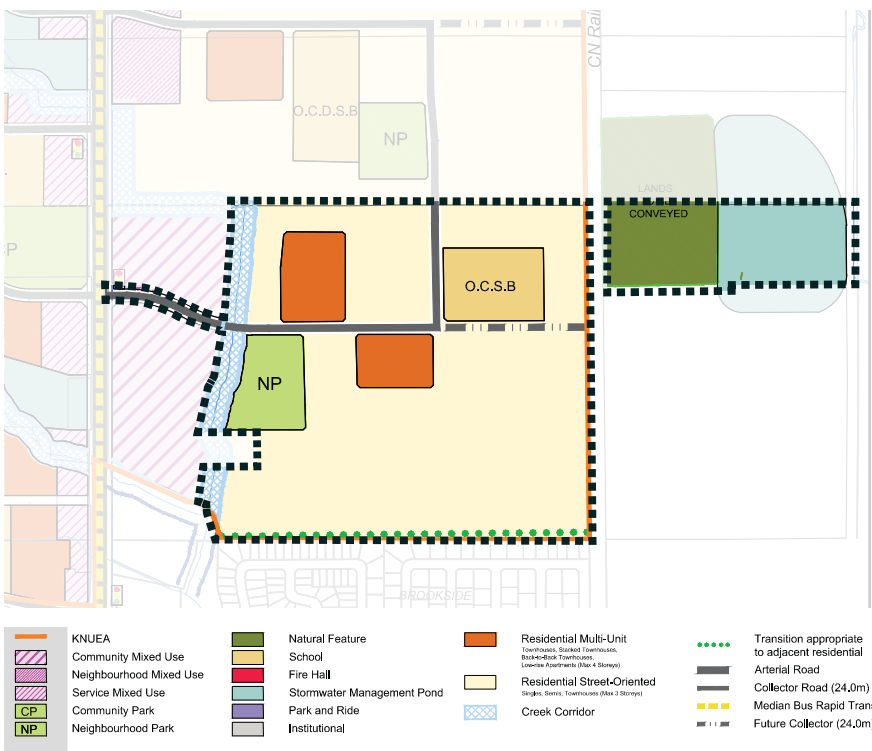 CN Rail
O.C.D.S.B
NP
LANDS
CONVEYED
O.C.S.B
NP
BROOKSIDE
KNUEA
Community Mixed Use
Neighbourhood Mixed Use
Service Mixed Use
CP Community Park
NP Neighbourhood Park
Natural Feature
School
Fire Hall
Stormwater Management Pond
Park and Ride
Institutional
Residential Multi-Unit
Townhouses, Stacked Townhouses,
Back-to-Back Townhouses,
Low-rise Apartments (Max 4 Storeys)
Residential Street-Oriented
Singles, Semis, Townhouses (Max 3 Storeys)
Creek Corridor
Transition appropriate
to adjacent residential
Arterial Road
Collector Road (24.0m)
Median Bus Rapid Trans
Future Collector (24.0m